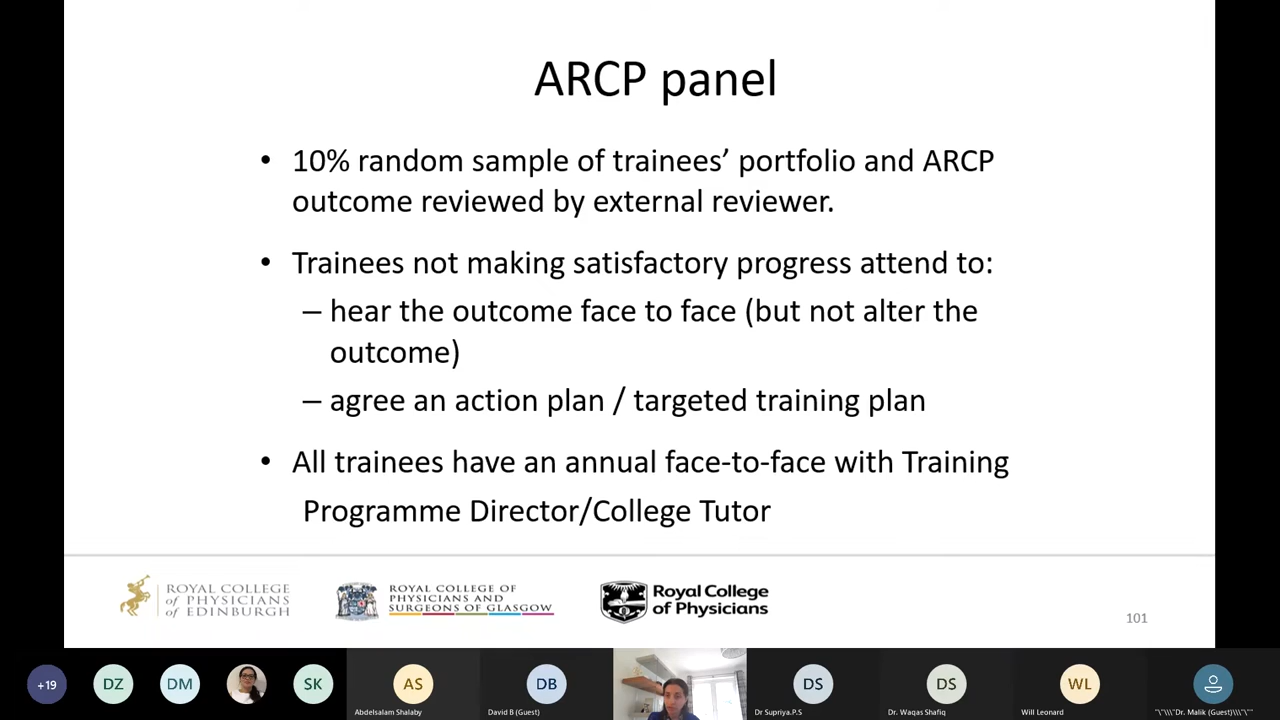 ARCP panel
• 10% random sample of trainees’ portfolio and ARCP
outcome reviewed by external reviewer.
• Trainees not making satisfactory progress attend to:
– hear the outcome face to face (but not alter the
outcome)
– agree an action plan / targeted training plan
• All trainees have an annual face-to-face with Training
Programme Director/College Tutor
ROYAL COLLEGE
of PHYSICIANS
of EDINBURGH
ROYAL COLLEGE OF
PHYSICIANS AND
SURGEONS OF GLASGOW
Royal College
of Physicians
101
+19
DZ
DM
SK
AS
Abdelsalam Shalaby
DB
David B (Guest)
DS
Dr Supriya.P.S
DS
Dr. Waqas Shafiq
WL
Will Leonard
"\"\\\"Dr. Malik (Guest)\\\"\""